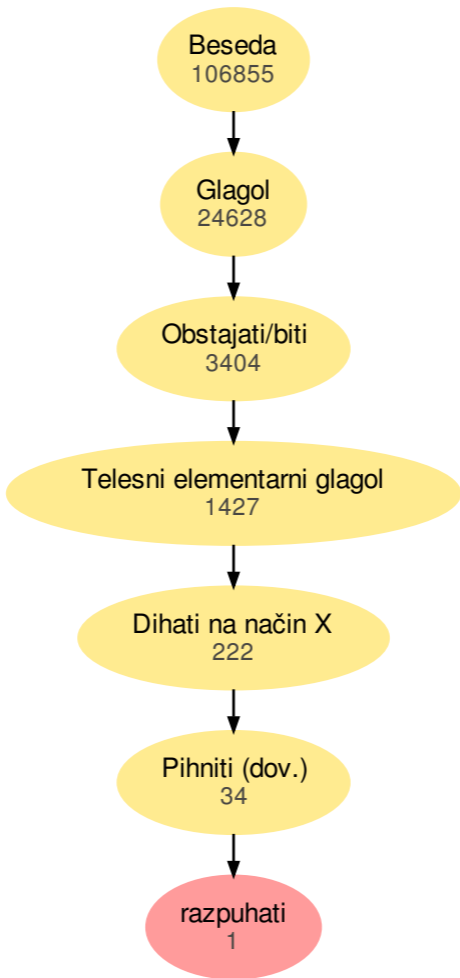 Beseda
106855
Glagol
24628
Obstajati/biti
3404
Telesni elementarni glagol
1427
Dihati na način X
222
Pihniti (dov.)
34
razpuhati
1